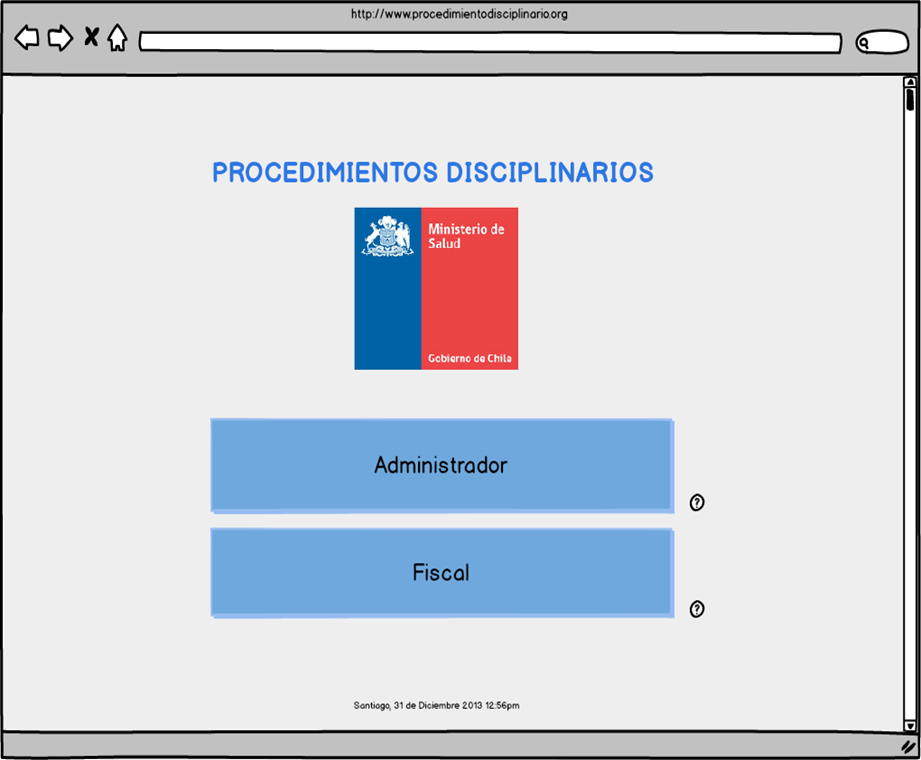 http://www.procedimientodisciplinario.org
PROCEDIMIENTOS DISCIPLINARIOS
Ministerio de
Salud
Gobierno de Chile
Administrador
?
Fiscal
?
Santiago, 31 de Diciembre 2013 12:56pm